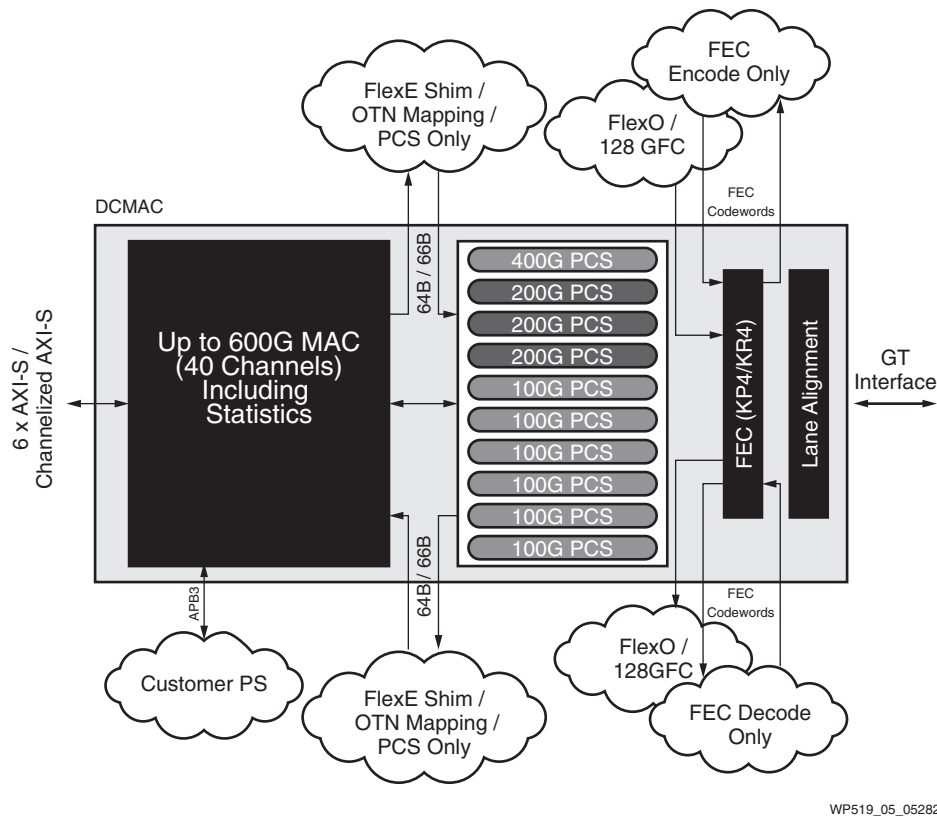 FEC
Encode Only
FlexE Shim /
OTN Mapping /
PCS Only
FlexO /
128 GFC
FEC
Codewords
DCMAC
64B / 66B
400G PCS
200G PCS
200G PCS
200G PCS
100G PCS
100G PCS
100G PCS
100G PCS
100G PCS
100G PCS
Up to 600G MAC
(40 Channels)
Including
Statistics
6 x AXI-S /
Channelized AXI-S
FEC (KP4/KR4)
Lane Alignment
GT
Interface
64B / 66B
APB3
FEC
Codewords
Customer PS
FlexE Shim /
OTN Mapping /
PCS Only
FlexO /
128GFC
FEC Decode
Only
WP519_05_05282